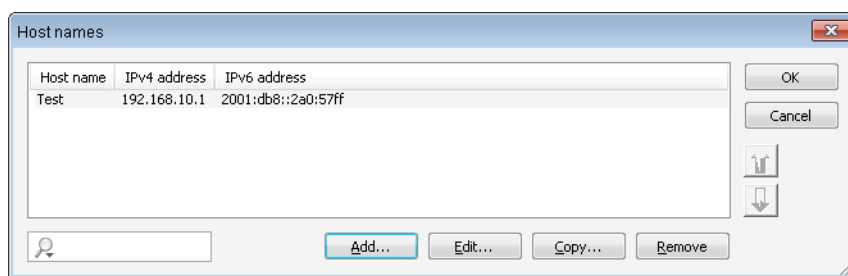 Host names
Host name IPv4 address IPv6 address
Test 192.168.10.1 2001:db8::2a0:57ff
OK
Cancel
Add... Edit... Copy... Remove